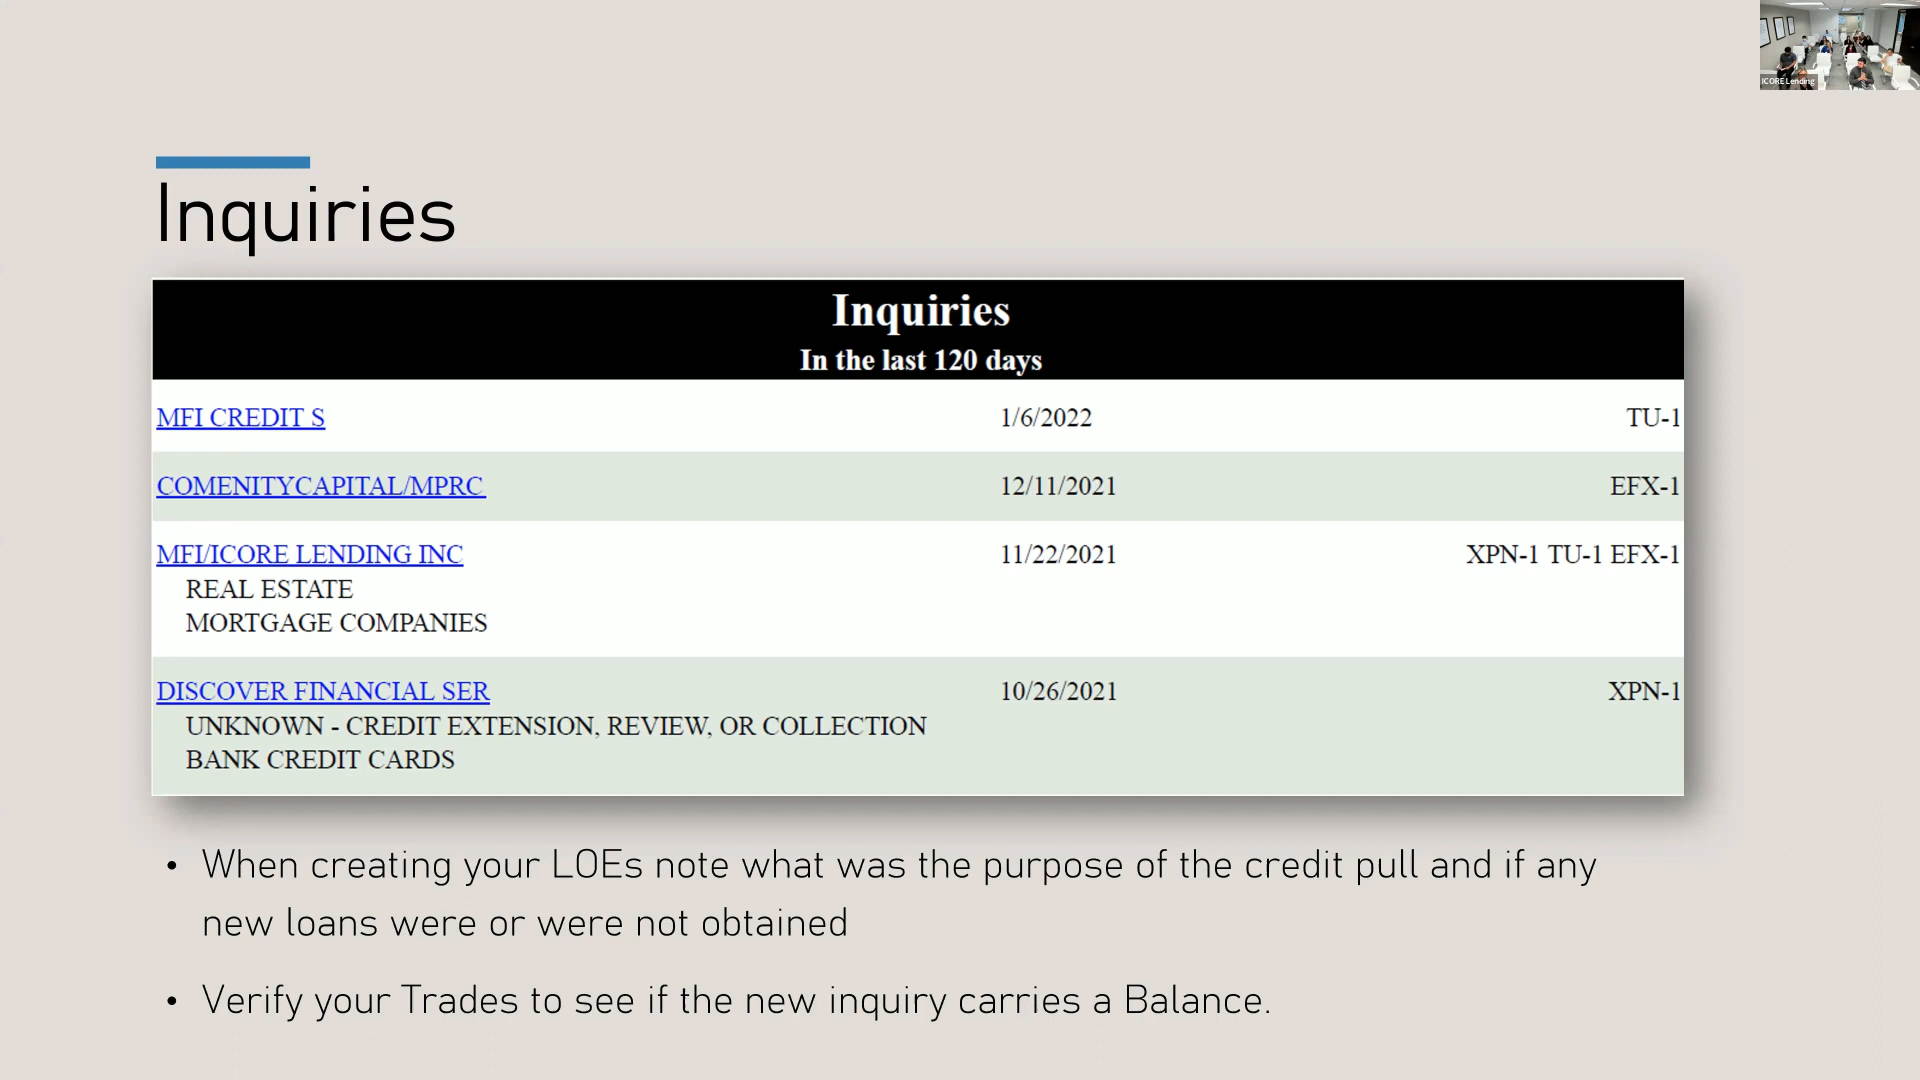 ICORE Lending
Inquiries
Inquiries
In the last 120 days
MFI CREDIT S 1/6/2022 TU-1
COMENITYCAPITAL/MPRC 12/11/2021 EFX-1
MFI/ICORE LENDING INC 11/22/2021 XPN-1 TU-1 EFX-1
REAL ESTATE
MORTGAGE COMPANIES
DISCOVER FINANCIAL SER 10/26/2021 XPN-1
UNKNOWN - CREDIT EXTENSION, REVIEW, OR COLLECTION
BANK CREDIT CARDS
• When creating your LOEs note what was the purpose of the credit pull and if any
new loans were or were not obtained
• Verify your Trades to see if the new inquiry carries a Balance.